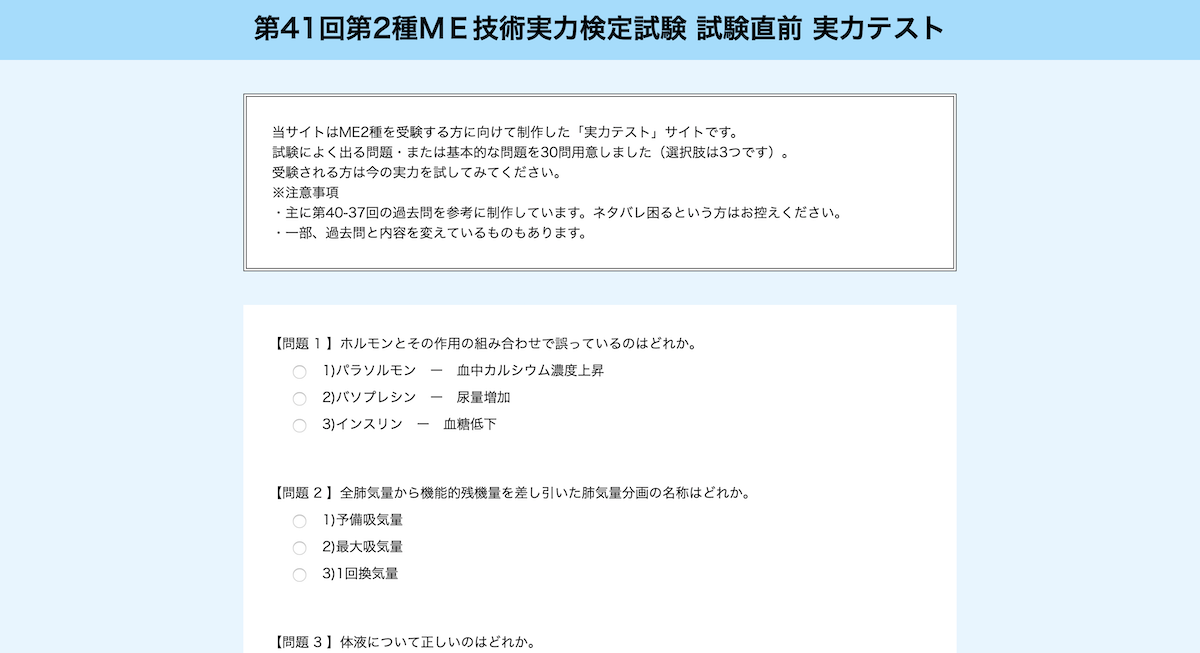 第41回第2種ＭＥ技術実力検定試験 試験直前 実力テスト
当サイトはME2種を受験する方に向けて制作した「実力テスト」サイトです。
試験によく出る問題・または基本的な問題を30問用意しました（選択肢は3つです）。
受験される方は今の実力を試してみてください。
※注意事項
・主に第40-37回の過去問を参考に制作しています。ネタバレ困るという方はお控えください。
・一部、過去問と内容を変えているものもあります。
【問題 1 】ホルモンとその作用の組み合わせで誤っているのはどれか。
1)パラソルモン　ー　血中カルシウム濃度上昇
2)バソプレシン　ー　尿量増加
3)インスリン　ー　血糖低下
【問題 2 】全肺気量から機能的残機量を差し引いた肺気量分画の名称はどれか。
1)予備吸気量
2)最大吸気量
3)1回換気量
【問題 3 】体液について正しいのはどれか。